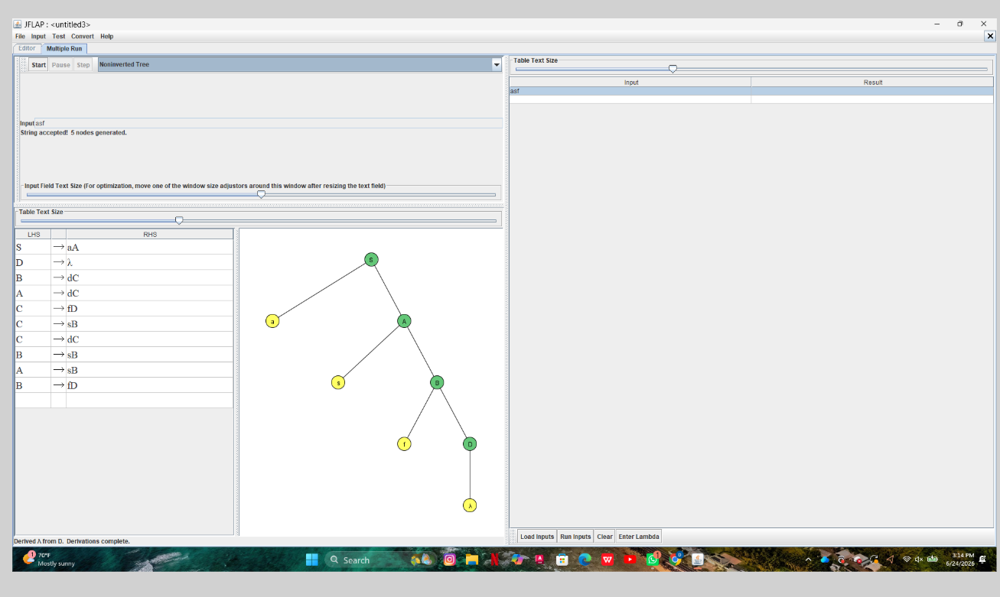 JFLAP : <untitled3>
File Input Test Convert Help
Editor Multiple Run
Start Pause Step Noninverted Tree
Input asf
String accepted! 5 nodes generated.
Input Field Text Size (For optimization, move one of the window size adjustors around this window after resizing the text field)
Table Text Size
LHS RHS
S → aA
D → λ
B → dC
A → dC
C → fD
C → sB
C → dC
B → sB
A → sB
B → fD
S
a A
s B
f D
λ
Derived λ from D. Derivations complete.
Table Text Size
Input Result
asf
Load Inputs Run Inputs Clear Enter Lambda
1
70°F
Mostly sunny
Search
1
D
3:14 PM
6/24/2026